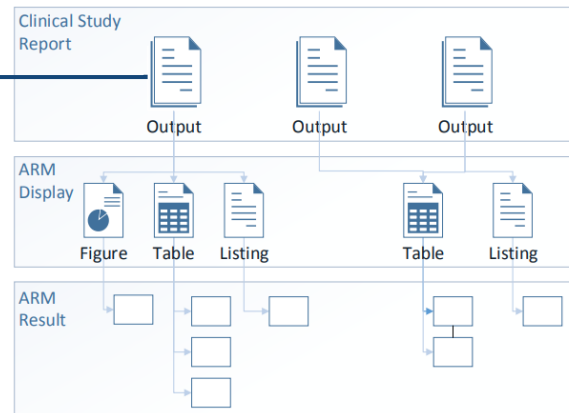 Clinical Study
Report
Output
Output
Output
ARM
Display
Figure
Table
Listing
Table
Listing
ARM
Result